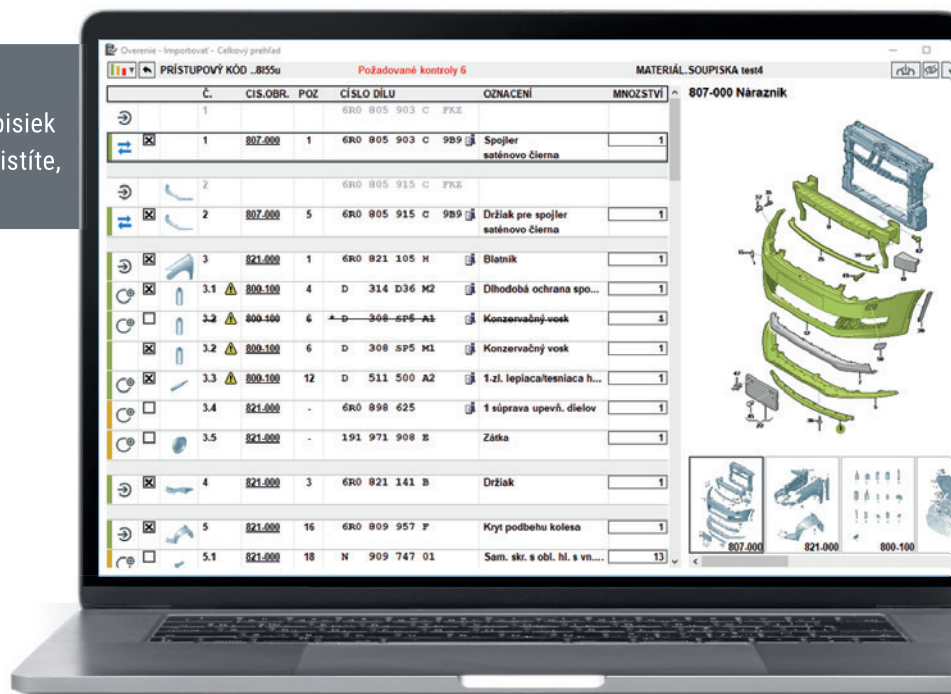 pisiek
istíte,
Overenie - Importovať - Celkový prehľad
PRÍSTUPOVÝ KÓD ..8I55u Požadované kontroly 6 MATERIÁL.SOUPISKA test4
Č. CIS.OBR. POZ CÍSLO DÍLU OZNACENÍ MNOZSTVÍ
807-000 Nárazník
1 6R0 805 903 C FKZ
1 807-000 1 6R0 805 903 C 9B9 Spojler 1
saténovo čierna
2 6R0 805 915 C FKZ
2 807-000 5 6R0 805 915 C 9B9 Držiak pre spojler 1
saténovo čierna
3 821-000 1 6R0 821 105 H Blatník 1
3.1 800-100 4 D 314 D36 M2 Dlhodobá ochrana spo... 1
3.2 800-100 6 * D 308 SP5 A1 Konzervačný vosk 1
3.2 800-100 6 D 308 SP5 M1 Konzervačný vosk 1
3.3 800-100 12 D 511 500 A2 1-zl. lepiaca/tesniaca h... 1
3.4 821-000 - 6R0 898 625 1 súprava upevň. dielov 1
3.5 821-000 - 191 971 908 E Zátka 1
4 821-000 3 6R0 821 141 B Držiak 1
5 821-000 16 6R0 809 957 F Kryt podbehu kolesa 1
5.1 821-000 18 N 909 747 01 Sam. skr. s obl. hl. s vn.... 13
807-000 821-000 800-100